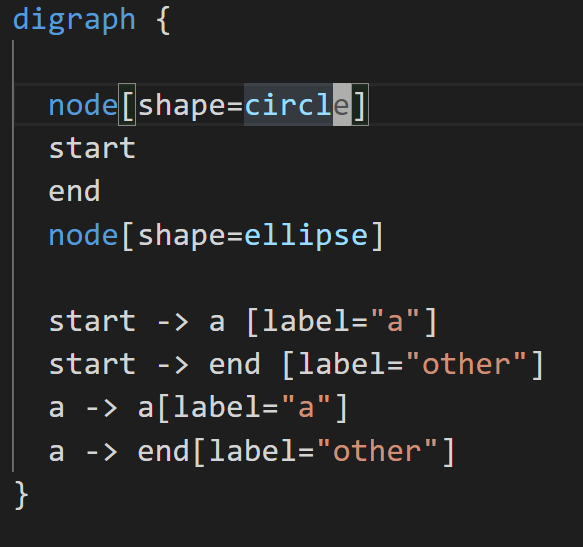 digraph {
node[shape=circle]
start
end
node[shape=ellipse]
start -> a [label="a"]
start -> end [label="other"]
a -> a[label="a"]
a -> end[label="other"]
}